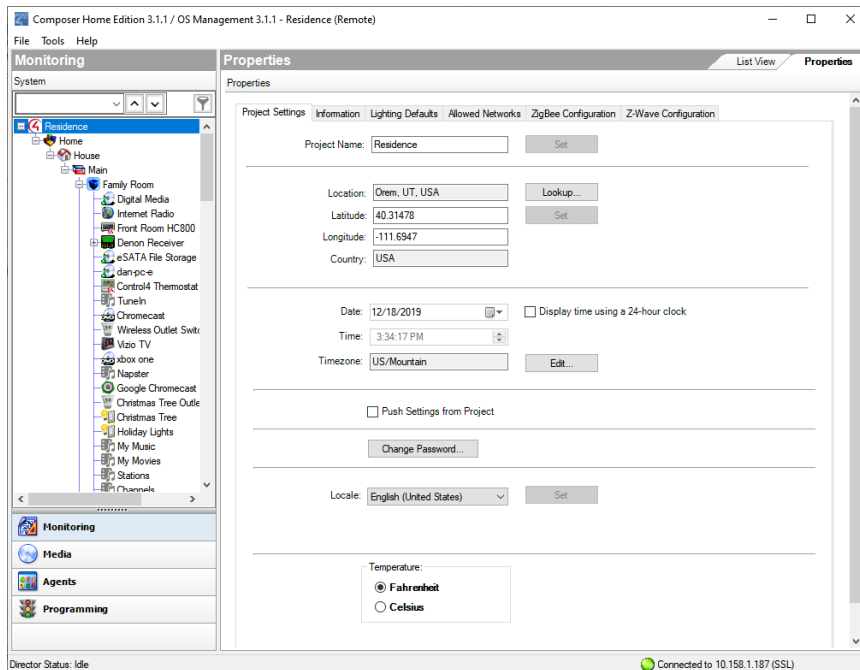 Composer Home Edition 3.1.1 / OS Management 3.1.1 - Residence (Remote)
File Tools Help
Monitoring
System
Residence
Home
House
Main
Family Room
Digital Media
Internet Radio
Front Room HC800
Denon Receiver
eSATA File Storage
dan-pc-e
Control4 Thermostat
TuneIn
Chromecast
Wireless Outlet Switc
Vizio TV
xbox one
Napster
Google Chromecast
Christmas Tree Outle
Christmas Tree
Holiday Lights
My Music
My Movies
Stations
Channels
Monitoring
Media
Agents
Programming
Properties
List View Properties
Properties
Project Settings Information Lighting Defaults Allowed Networks ZigBee Configuration Z-Wave Configuration
Project Name: Residence Set
Location: Orem, UT, USA Lookup...
Latitude: 40.31478 Set
Longitude: -111.6947
Country: USA
Date: 12/18/2019 Display time using a 24-hour clock
Time: 3:34:17 PM
Timezone: US/Mountain Edit...
Push Settings from Project
Change Password...
Locale: English (United States) Set
Temperature:
Fahrenheit
Celsius
Director Status: Idle Connected to 10.158.1.187 (SSL)